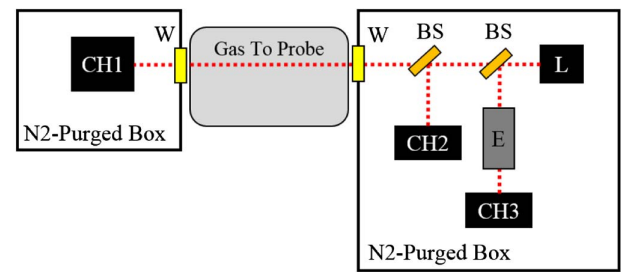 W
Gas To Probe
W
BS
BS
CH1
L
N2-Purged Box
CH2
E
CH3
N2-Purged Box